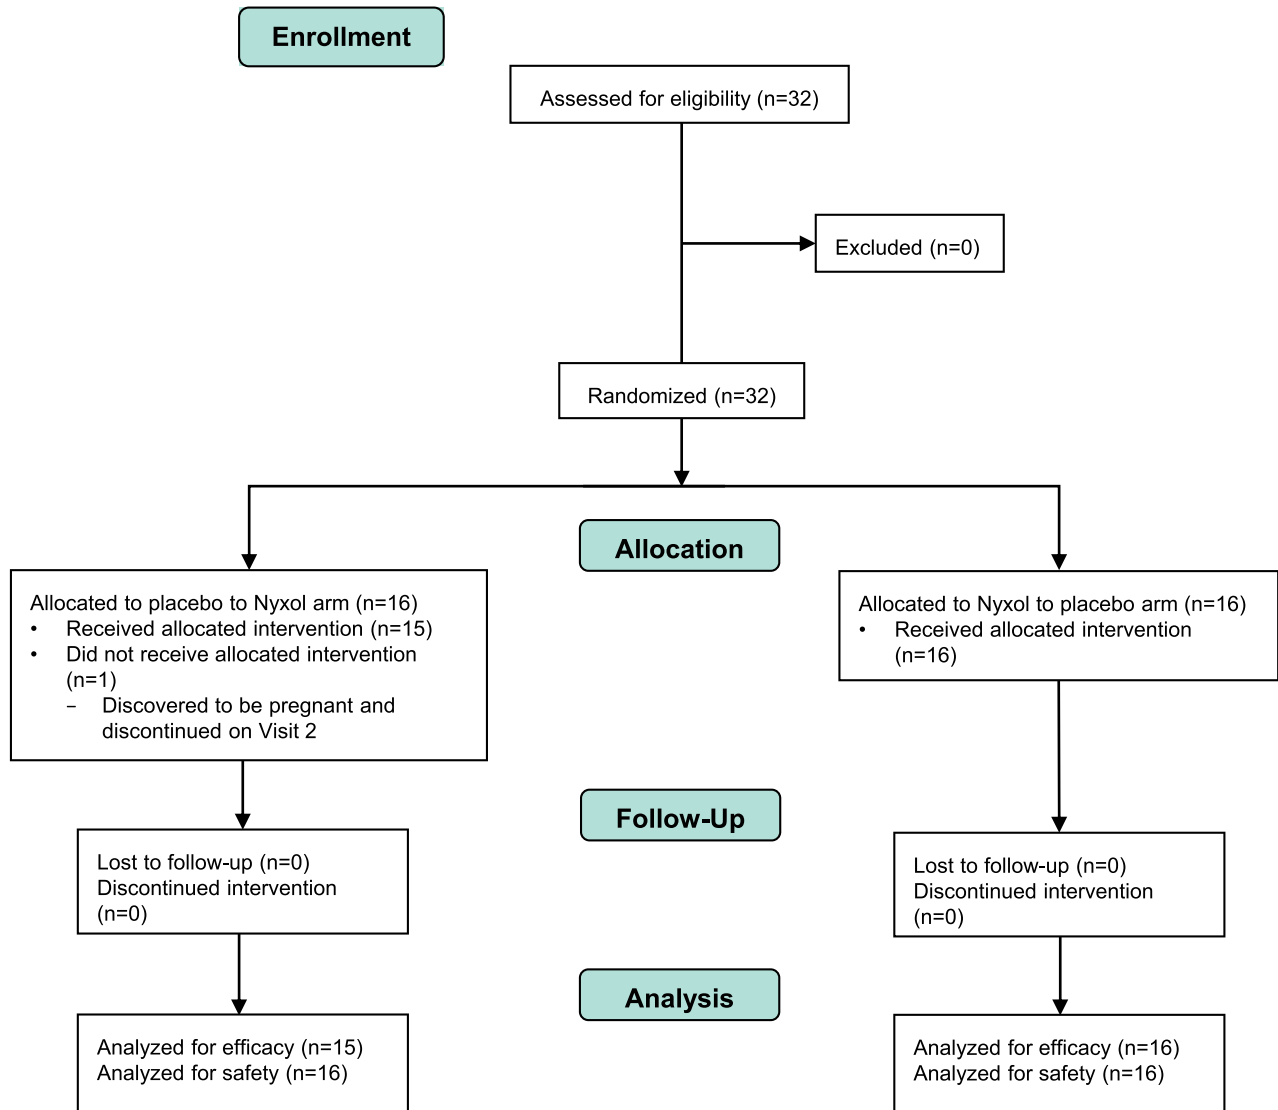 Enrollment
Assessed for eligibility (n=32)
Excluded (n=0)
Randomized (n=32)
Allocation
Allocated to placebo to Nyxol arm (n=16)
• Received allocated intervention (n=15)
• Did not receive allocated intervention
(n=1)
– Discovered to be pregnant and
discontinued on Visit 2
Allocated to Nyxol to placebo arm (n=16)
• Received allocated intervention
(n=16)
Follow-Up
Lost to follow-up (n=0)
Discontinued intervention
(n=0)
Lost to follow-up (n=0)
Discontinued intervention
(n=0)
Analysis
Analyzed for efficacy (n=15)
Analyzed for safety (n=16)
Analyzed for efficacy (n=16)
Analyzed for safety (n=16)